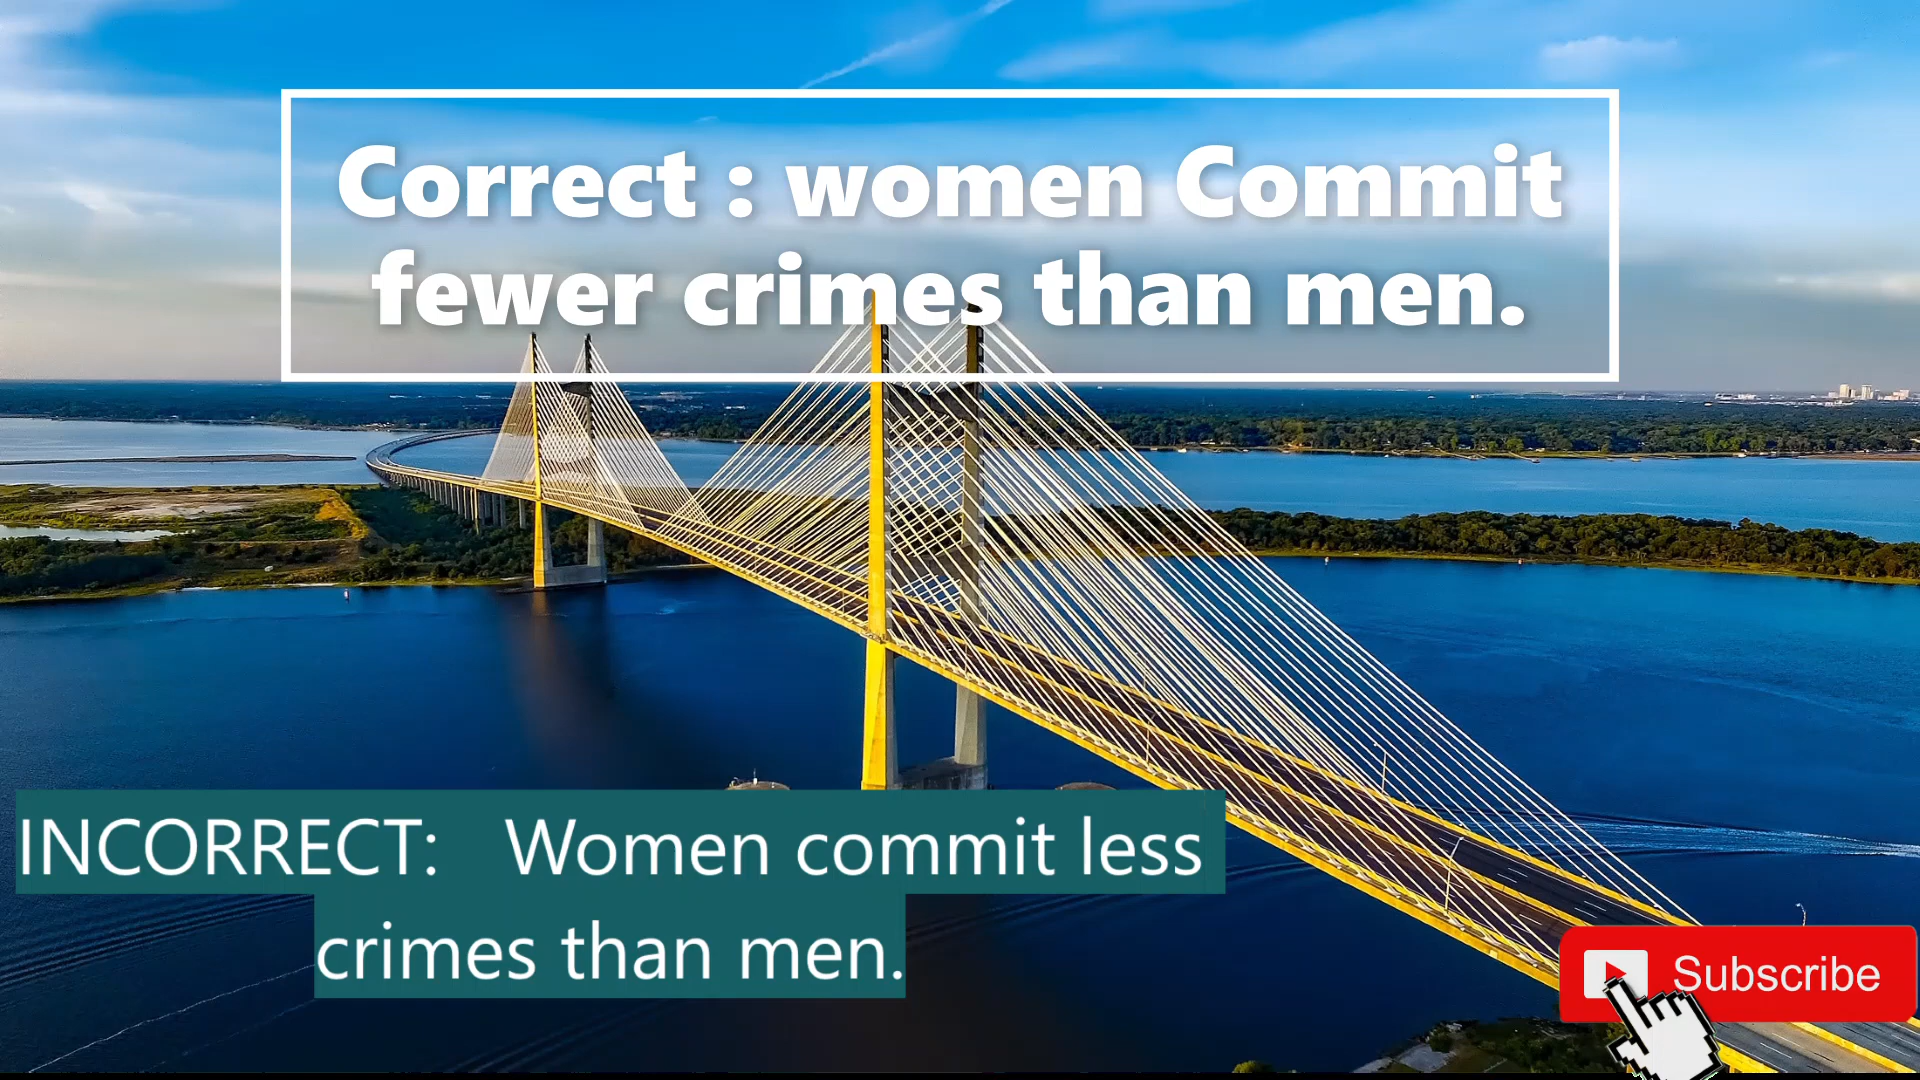 Correct : women Commit
fewer crimes than men.
INCORRECT: Women commit less
crimes than men.
Subscribe